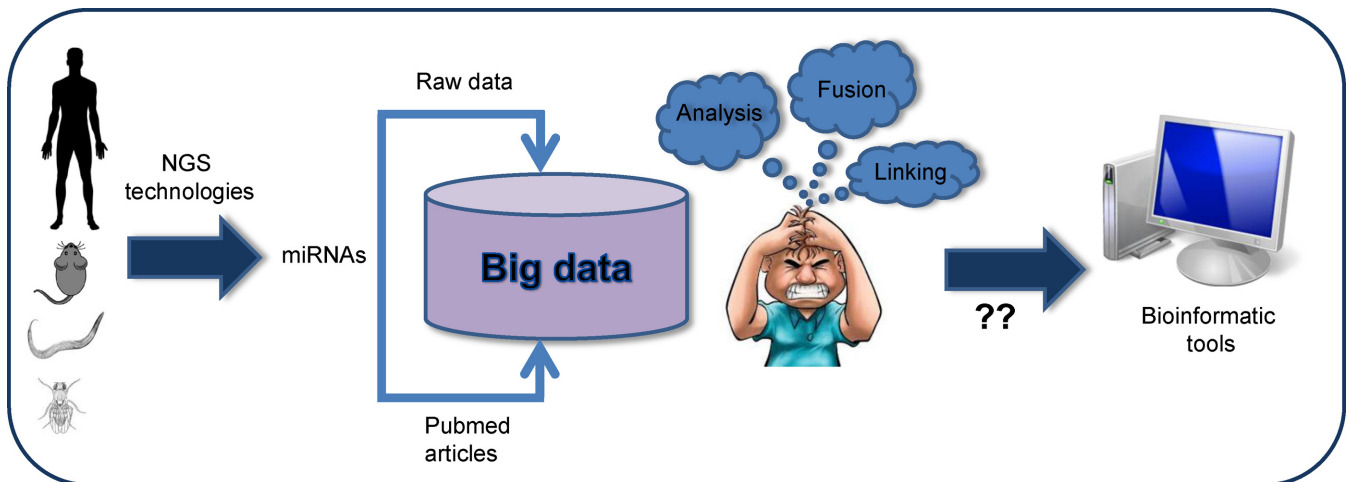 NGS
technologies
miRNAs
Raw data
Big data
Pubmed
articles
Analysis
Fusion
Linking
??
Bioinformatic
tools